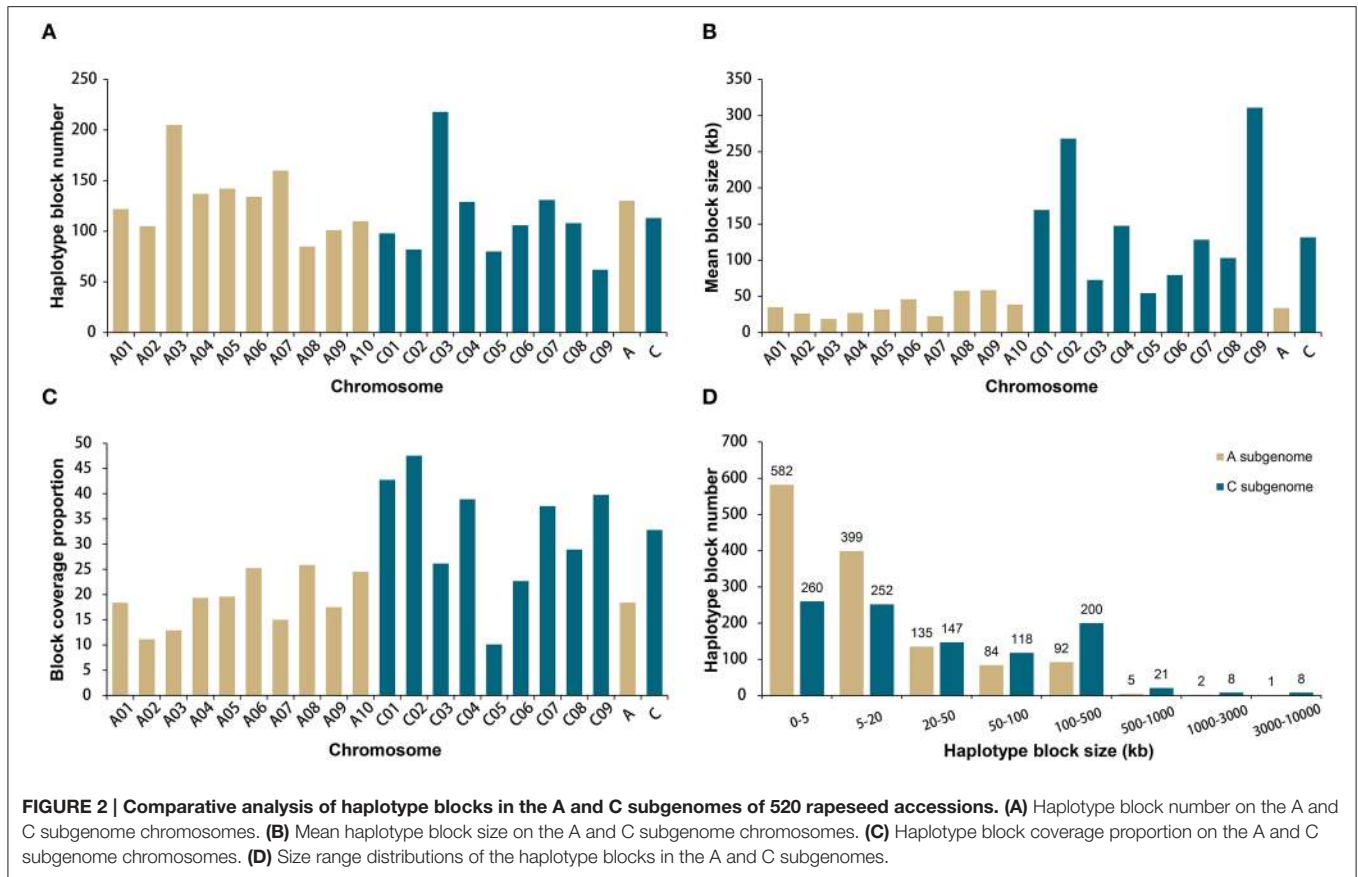 A
Haplotype block number
250
200
150
100
50
0
A01 A02 A03 A04 A05 A06 A07 A08 A09 A10 C01 C02 C03 C04 C05 C06 C07 C08 C09 A C
Chromosome
B
Mean block size (kb)
350
300
250
200
150
100
50
0
A01 A02 A03 A04 A05 A06 A07 A08 A09 A10 C01 C02 C03 C04 C05 C06 C07 C08 C09 A C
Chromosome
C
Block coverage proportion
50
45
40
35
30
25
20
15
10
5
0
A01 A02 A03 A04 A05 A06 A07 A08 A09 A10 C01 C02 C03 C04 C05 C06 C07 C08 C09 A C
Chromosome
D
Haplotype block number
700
600
500
400
300
200
100
0
A subgenome
C subgenome
582 260 399 252 135 147 84 118 92 200 5 21 2 8 1 8
0-5 5-20 20-50 50-100 100-500 500-1000 1000-3000 3000-10000
Haplotype block size (kb)
FIGURE 2 | Comparative analysis of haplotype blocks in the A and C subgenomes of 520 rapeseed accessions. (A) Haplotype block number on the A and
C subgenome chromosomes. (B) Mean haplotype block size on the A and C subgenome chromosomes. (C) Haplotype block coverage proportion on the A and C
subgenome chromosomes. (D) Size range distributions of the haplotype blocks in the A and C subgenomes.